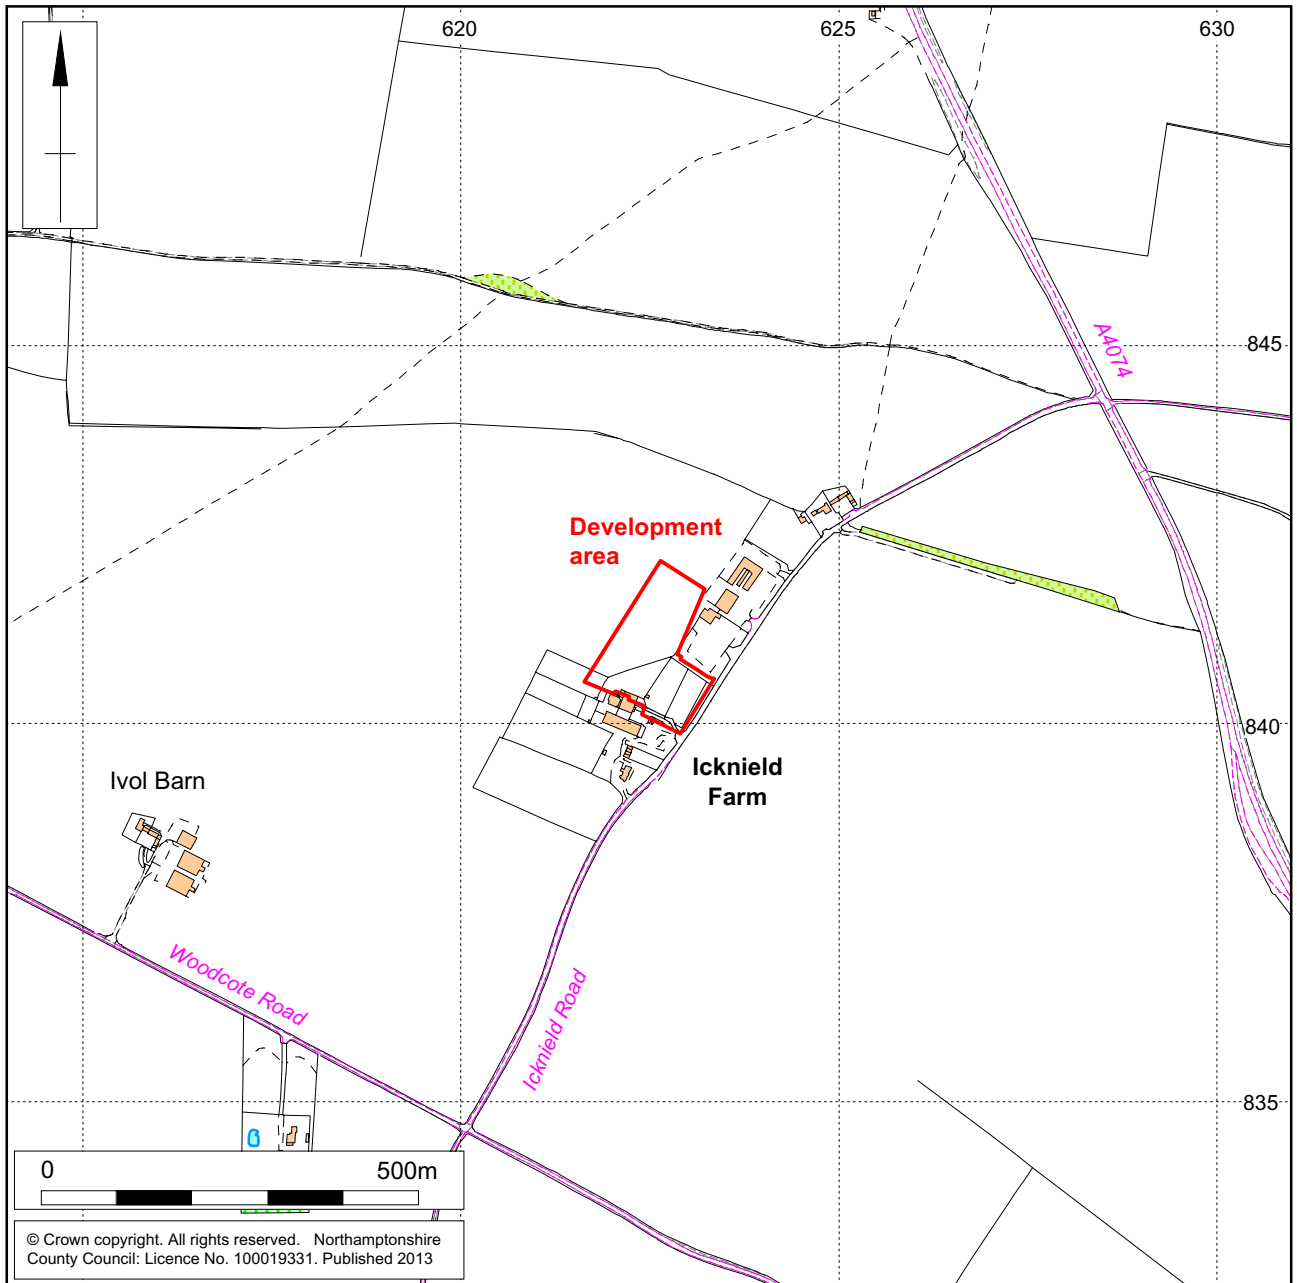 620
625
630
A4074
845
Development
area
840
Icknield
Farm
Ivol Barn
Woodcote Road
Icknield Road
835
0
500m
© Crown copyright. All rights reserved. Northamptonshire
County Council: Licence No. 100019331. Published 2013